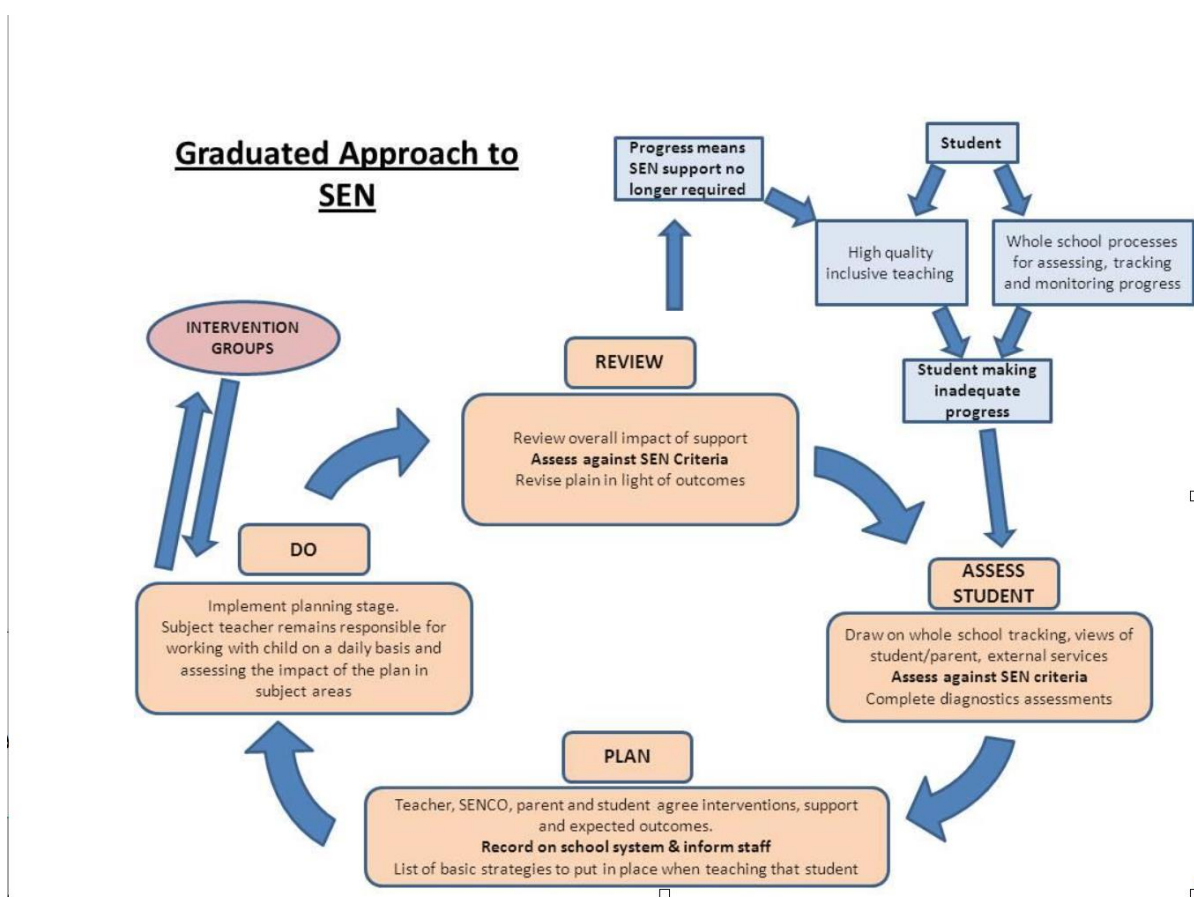 Graduated Approach to
SEN
Progress means
SEN support no
longer required
Student
High quality
inclusive teaching
Whole school processes
for assessing, tracking
and monitoring progress
Student making
inadequate
progress
INTERVENTION
GROUPS
REVIEW
Review overall impact of support
Assess against SEN Criteria
Revise plain in light of outcomes
DO
Implement planning stage.
Subject teacher remains responsible for
working with child on a daily basis and
assessing the impact of the plan in
subject areas
ASSESS
STUDENT
Draw on whole school tracking, views of
student/parent, external services
Assess against SEN criteria
Complete diagnostics assessments
PLAN
Teacher, SENCO, parent and student agree interventions, support
and expected outcomes.
Record on school system & inform staff
List of basic strategies to put in place when teaching that student